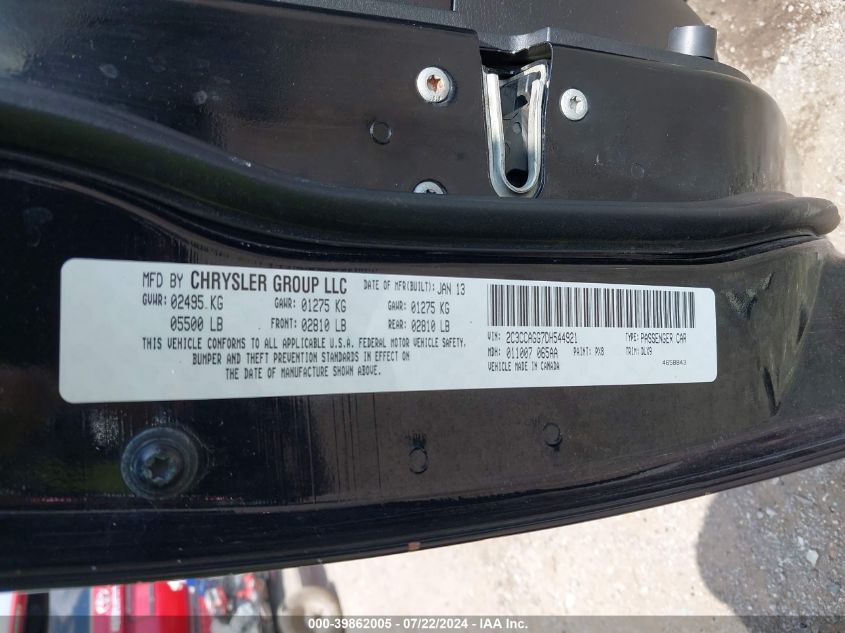 MFD BY CHRYSLER GROUP LLC DATE OF MFR(BUILT): JAN 13
GVWR: 02495 KG GAWR: 01275 KG GAWR: 01275 KG
05500 LB FRONT: 02810 LB REAR: 02810 LB
THIS VEHICLE CONFORMS TO ALL APPLICABLE U.S.A. FEDERAL MOTOR VEHICLE SAFETY,
BUMPER AND THEFT PREVENTION STANDARDS IN EFFECT ON
THE DATE OF MANUFACTURE SHOWN ABOVE.
VIN: 2C3CCAGG7DH544921 TYPE: PASSENGER CAR
MDH: 011007 065AA PAINT: PX8 TRIM: DLV9
VEHICLE MADE IN CANADA 4658843
000-39862005 - 07/22/2024 - IAAI.com